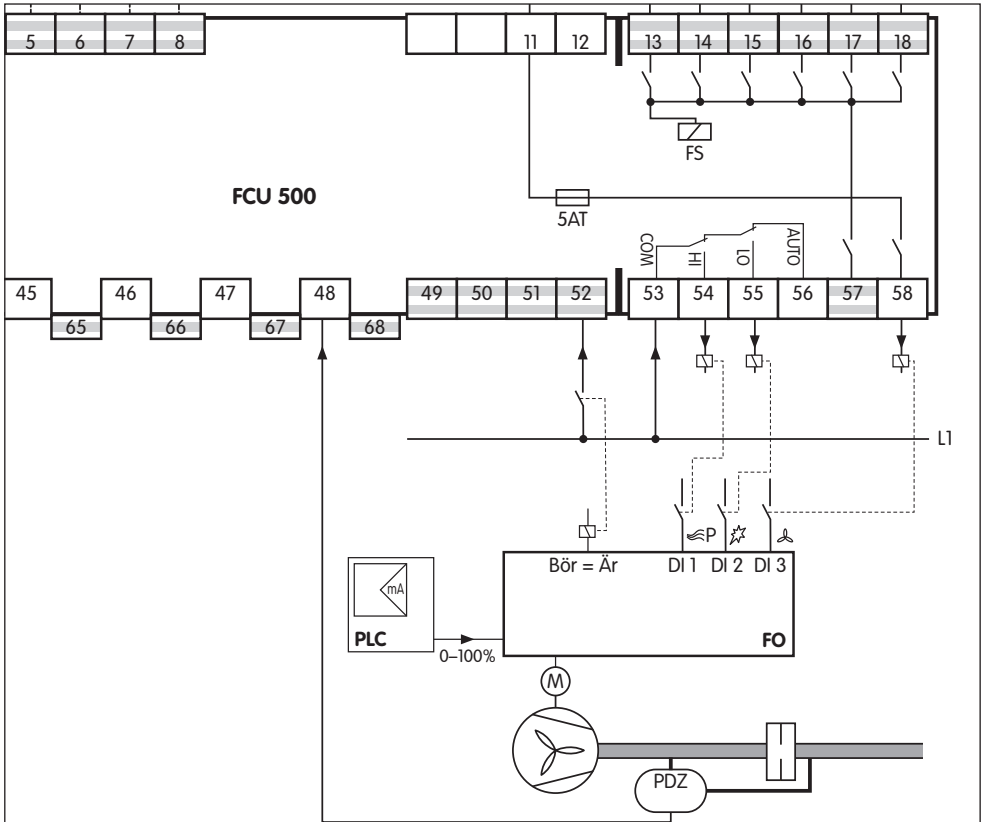 5 6 7 8 11 12 13 14 15 16 17 18
FS
FCU 500
5AT
COM HI LO AUTO
45 46 47 48 49 50 51 52 53 54 55 56 57 58
65 66 67 68
L1
P
Bör = Är DI 1 DI 2 DI 3
mA
PLC
FO
0–100%
M
PDZ